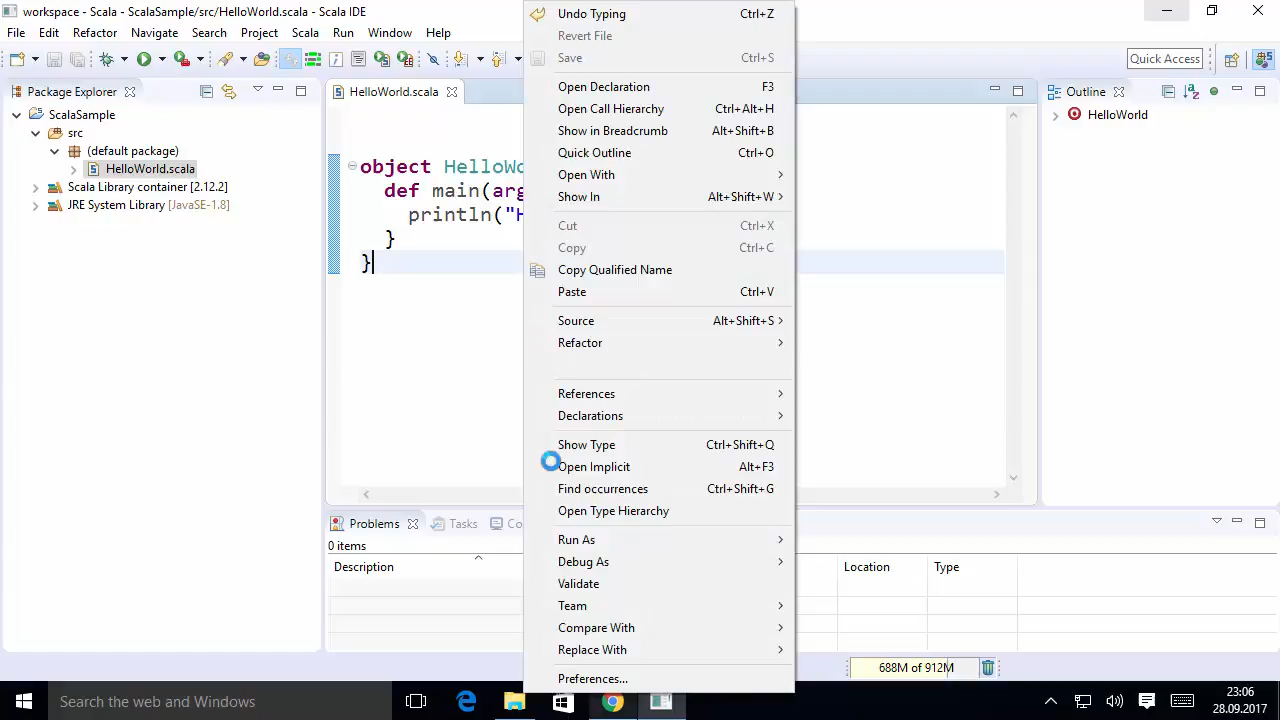 workspace - ScalaSample/src/HelloWorld.scala - Scala IDE
File Edit Refactor Navigate Search Scala Project Run Window Help
Quick Access
Package Explorer
ScalaSample
src
(default package)
HelloWorld.scala
Scala Library container [2.12.2]
JRE System Library [JavaSE-1.8]
HelloWorld.scala
object HelloWo
def main(arg
println("H
}
}
Undo Typing Ctrl+Z
Revert File
Save Ctrl+S
Open Declaration F3
Open Call Hierarchy Ctrl+Alt+H
Show in Breadcrumb Alt+Shift+B
Quick Outline Ctrl+O
Open With
Show In Alt+Shift+W
Cut Ctrl+X
Copy Ctrl+C
Copy Qualified Name
Paste Ctrl+V
Source Alt+Shift+S
Refactor
References
Declarations
Show Type Ctrl+Shift+Q
Open Implicit Alt+F3
Find occurrences Ctrl+Shift+G
Open Type Hierarchy
Run As
Debug As
Validate
Team
Compare With
Replace With
Preferences...
Outline
HelloWorld
Problems Tasks Co
0 items
Description Location Type
688M of 912M
Search the web and Windows
23:06
28.09.2017